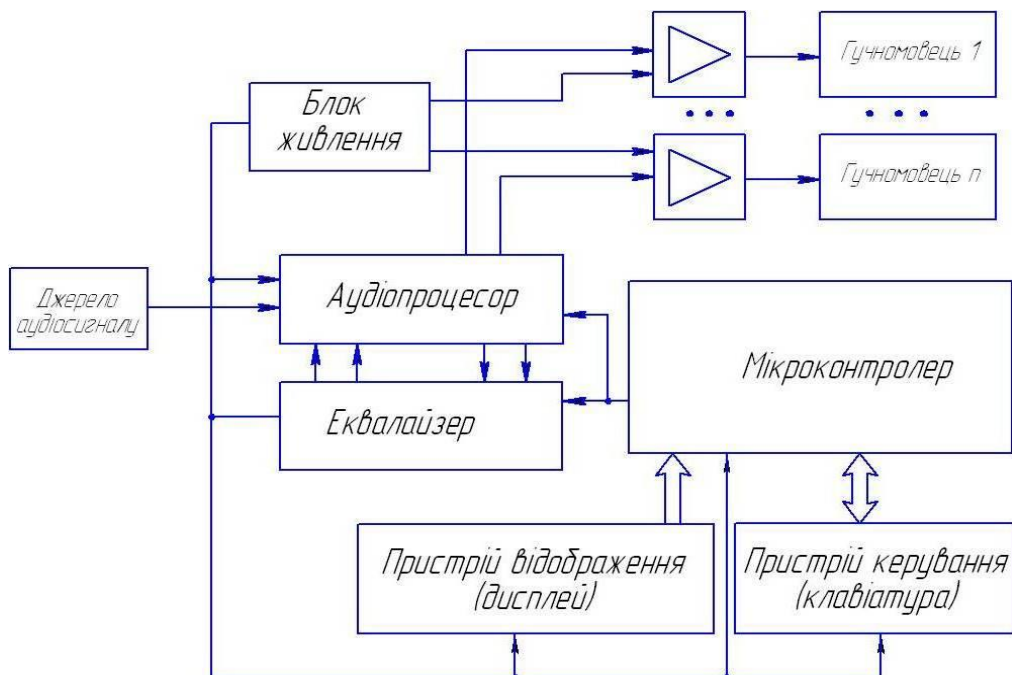 Гучномовець 1
Блок
живлення
Гучномовець n
Джерело
аудіосигналу
Аудіопроцесор
Мікроконтролер
Еквалайзер
Пристрій відображення
(дисплей)
Пристрій керування
(клавіатура)